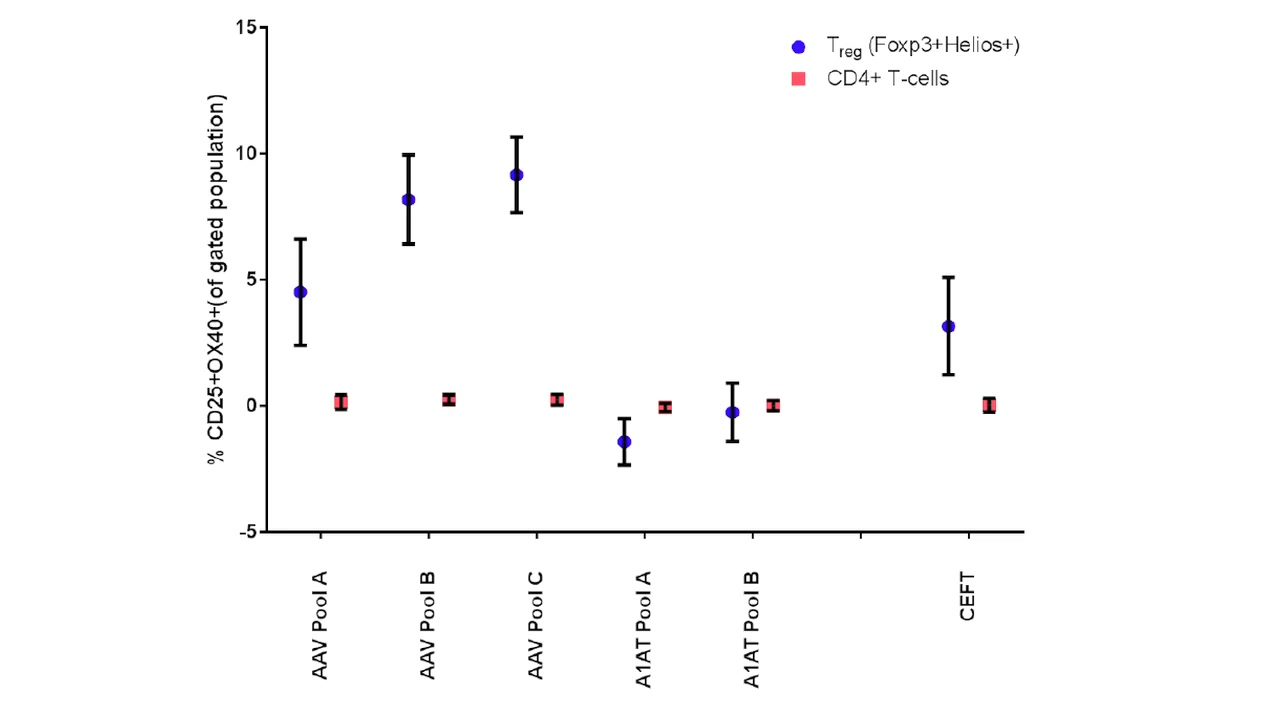 15
10
5
0
-5
% CD25+OX40+(of gated population)
Treg (Foxp3+Helios+)
CD4+ T-cells
AAV Pool A
AAV Pool B
AAV Pool C
A1AT Pool A
A1AT Pool B
CEFT